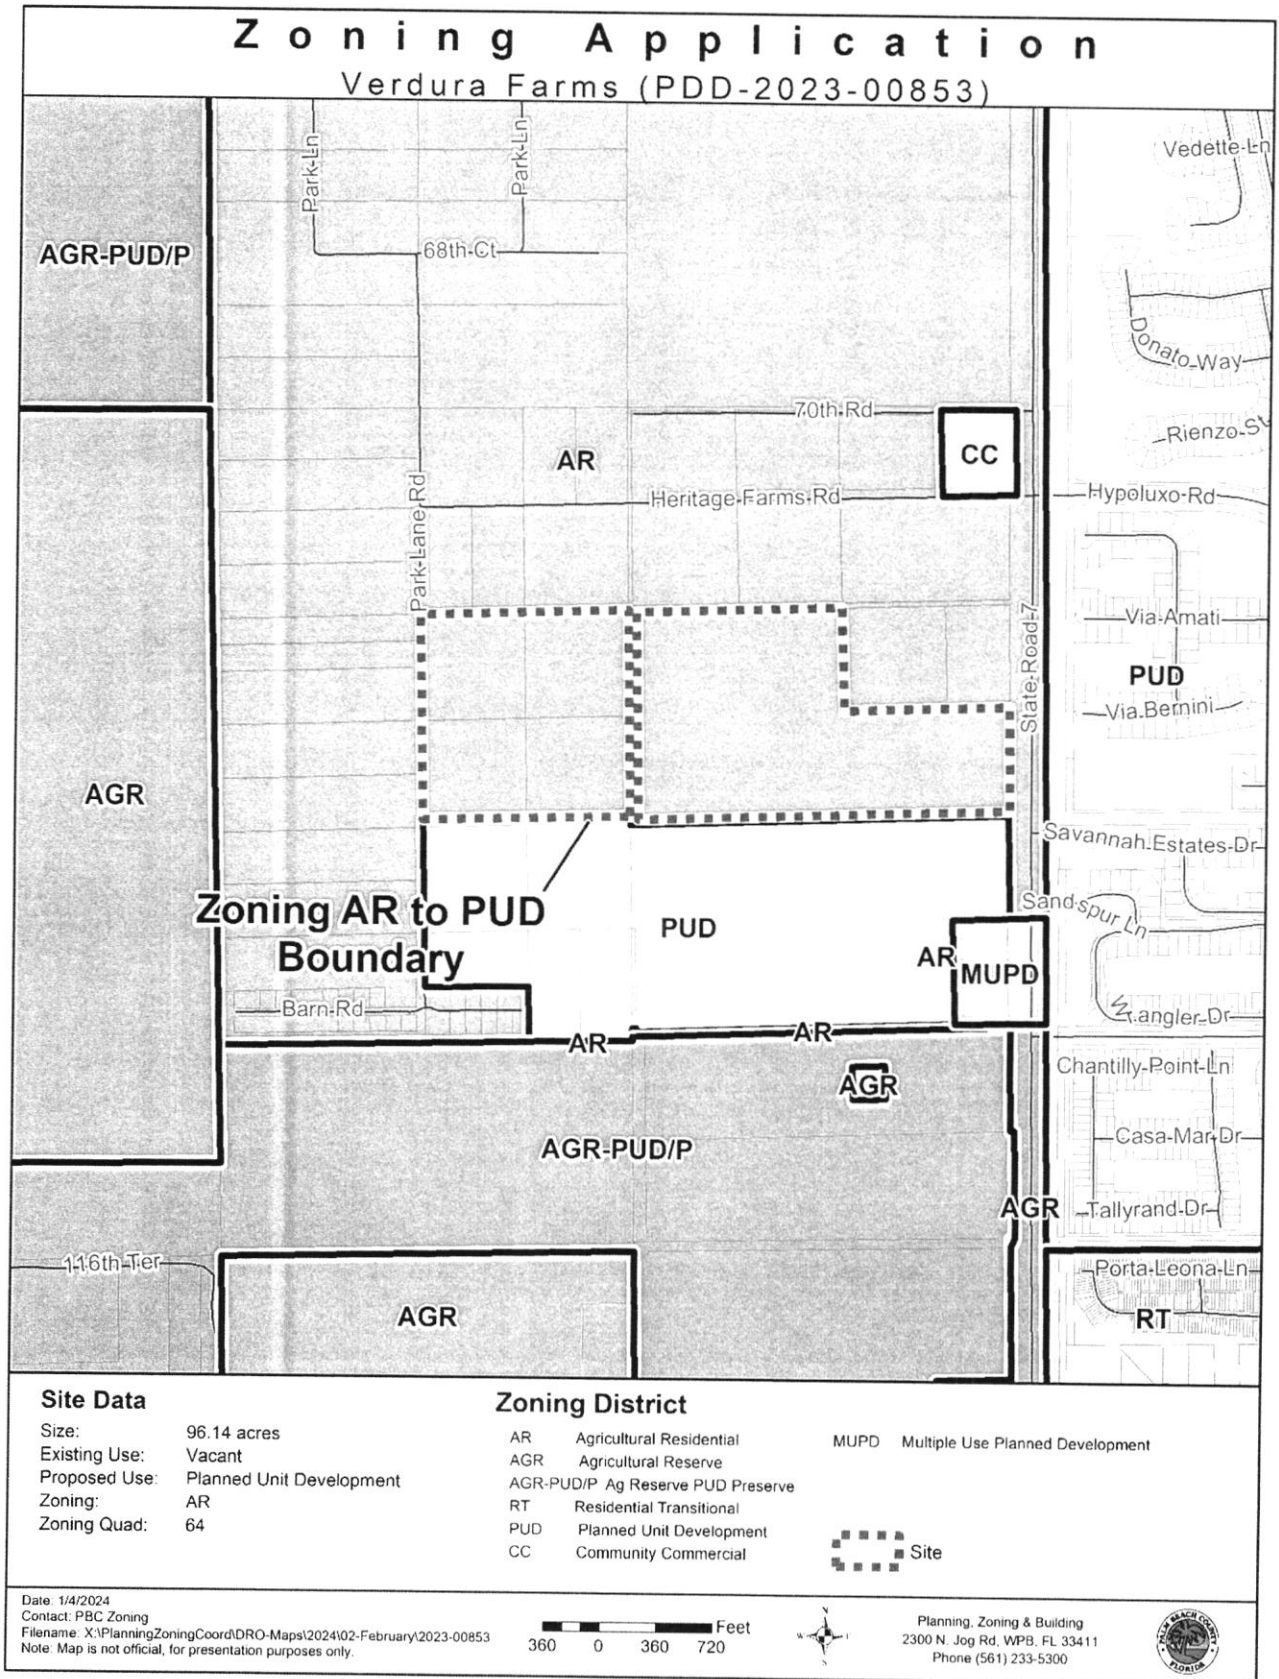 Zoning Application
Verdura Farms (PDD-2023-00853)
Park-Ln
Park-Ln
Vedette-Ln
AGR-PUD/P
68th-Ct
Donato-Way
70th-Rd
Rienzo-St
AR
CC
Park-Lane-Rd
Heritage-Farms-Rd
Hypoluxo-Rd
State-Road-7
Via-Amati
PUD
Via-Bernini
AGR
Savannah-Estates-Dr
Zoning AR to PUD
Boundary
Sandspur Ln
PUD
AR
MUPD
Barn-Rd
Wrangler-Dr
AR
AR
AGR
Chantilly-Point-Ln
Casa-Mar-Dr
AGR-PUD/P
AGR
Tallyrand-Dr
116th-Ter
Porta-Leona-Ln
AGR
RT
Site Data
Size: 96.14 acres
Existing Use: Vacant
Proposed Use: Planned Unit Development
Zoning: AR
Zoning Quad: 64
Zoning District
AR Agricultural Residential
AGR Agricultural Reserve
AGR-PUD/P Ag Reserve PUD Preserve
RT Residential Transitional
PUD Planned Unit Development
CC Community Commercial
MUPD Multiple Use Planned Development
Site
Date: 1/4/2024
Contact: PBC Zoning
Filename: X:\PlanningZoningCoord\DRO-Maps\2024\02-February\2023-00853
Note: Map is not official, for presentation purposes only.
Feet
360 0 360 720
N
W
S
Planning, Zoning & Building
2300 N. Jog Rd, WPB, FL 33411
Phone (561) 233-5300
PALM BEACH COUNTY
FLORIDA